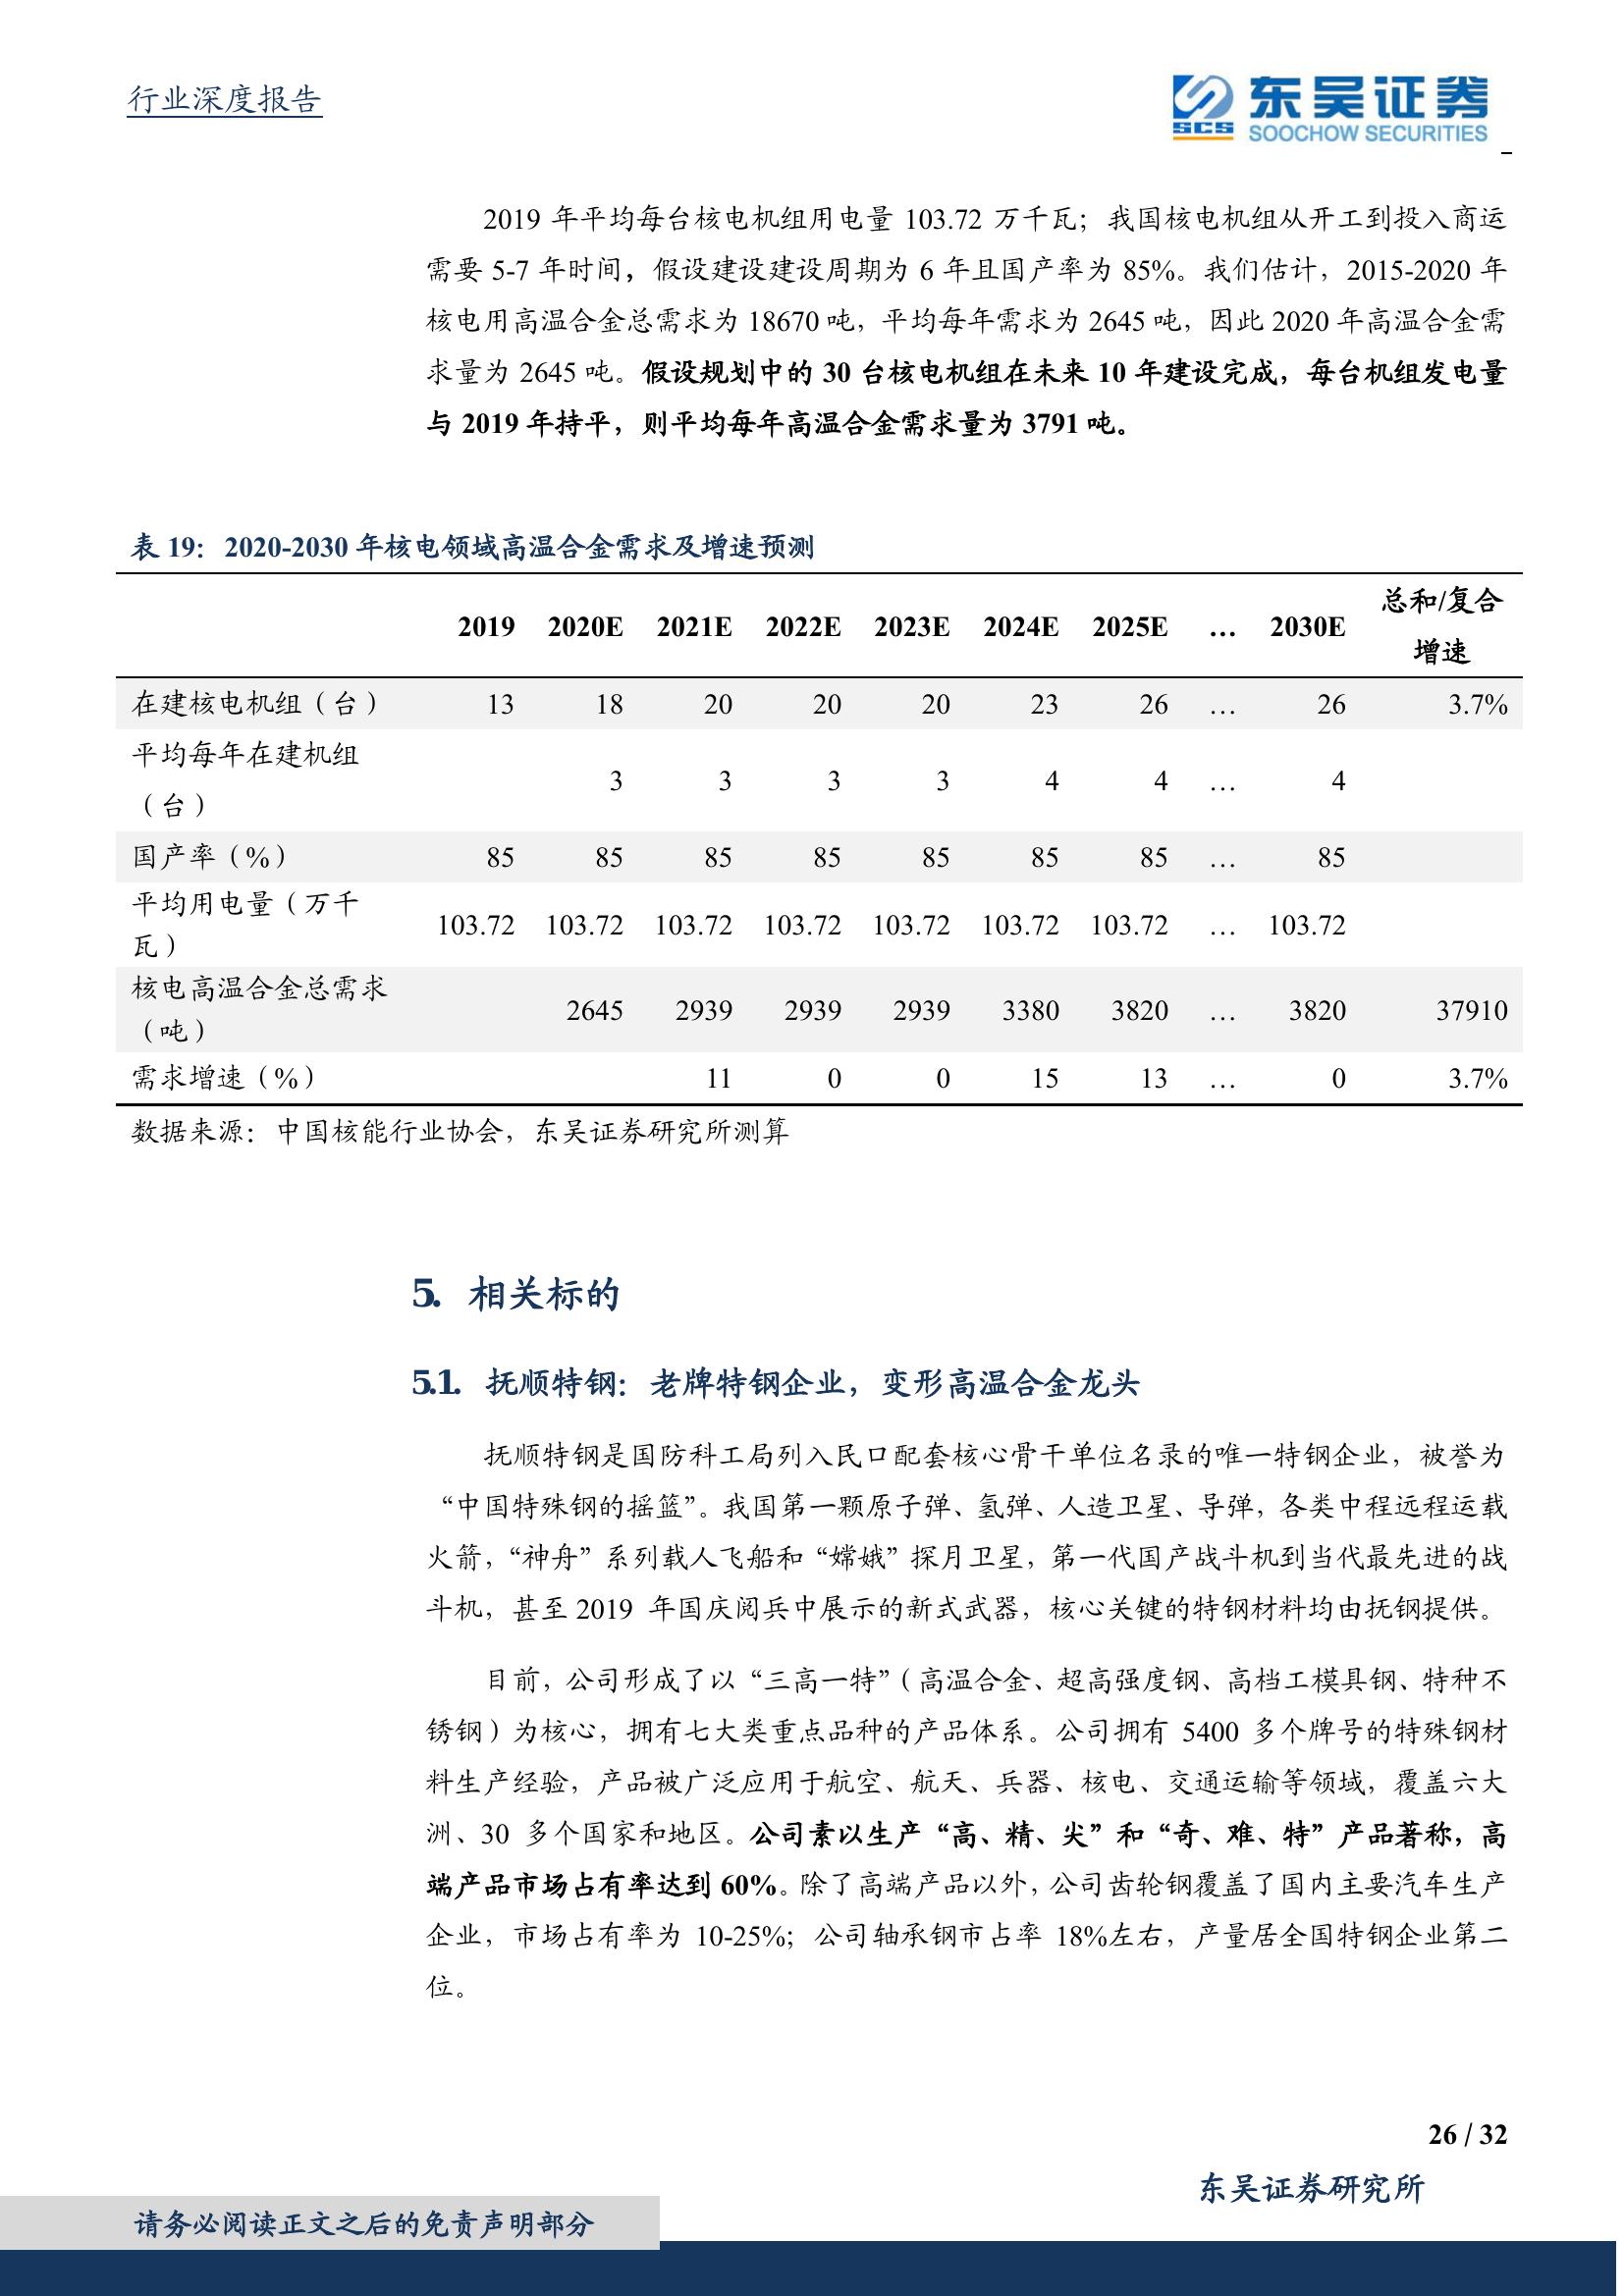 行业深度报告
东吴证券
SCS
SOOCHOW SECURITIES
2019 年平均每台核电机组用电量 103.72 万千瓦；我国核电机组从开工到投入商运
需要 5-7 年时间，假设建设建设周期为 6 年且国产率为 85%。我们估计，2015-2020 年
核电用高温合金总需求为 18670 吨，平均每年需求为 2645 吨，因此 2020 年高温合金需
求量为 2645 吨。假设规划中的 30 台核电机组在未来 10 年建设完成，每台机组发电量
与 2019 年持平，则平均每年高温合金需求量为 3791 吨。
表 19：2020-2030 年核电领域高温合金需求及增速预测
2019 2020E 2021E 2022E 2023E 2024E 2025E … 2030E 总和/复合
增速
在建核电机组（台） 13 18 20 20 20 23 26 … 26 3.7%
平均每年在建机组
（台） 3 3 3 3 4 4 … 4
国产率（%） 85 85 85 85 85 85 85 … 85
平均用电量（万千
瓦） 103.72 103.72 103.72 103.72 103.72 103.72 103.72 … 103.72
核电高温合金总需求
（吨） 2645 2939 2939 2939 3380 3820 … 3820 37910
需求增速（%） 11 0 0 15 13 … 0 3.7%
数据来源：中国核能行业协会，东吴证券研究所测算
5. 相关标的
5.1. 抚顺特钢：老牌特钢企业，变形高温合金龙头
抚顺特钢是国防科工局列入民口配套核心骨干单位名录的唯一特钢企业，被誉为
“中国特殊钢的摇篮”。我国第一颗原子弹、氢弹、人造卫星、导弹，各类中程远程运载
火箭，“神舟”系列载人飞船和“嫦娥”探月卫星，第一代国产战斗机到当代最先进的战
斗机，甚至 2019 年国庆阅兵中展示的新式武器，核心关键的特钢材料均由抚钢提供。
目前，公司形成了以“三高一特”（高温合金、超高强度钢、高档工模具钢、特种不
锈钢）为核心，拥有七大类重点品种的产品体系。公司拥有 5400 多个牌号的特殊钢材
料生产经验，产品被广泛应用于航空、航天、兵器、核电、交通运输等领域，覆盖六大
洲、30 多个国家和地区。公司素以生产“高、精、尖”和“奇、难、特”产品著称，高
端产品市场占有率达到 60%。除了高端产品以外，公司齿轮钢覆盖了国内主要汽车生产
企业，市场占有率为 10-25%；公司轴承钢市占率 18%左右，产量居全国特钢企业第二
位。
26 / 32
东吴证券研究所
请务必阅读正文之后的免责声明部分